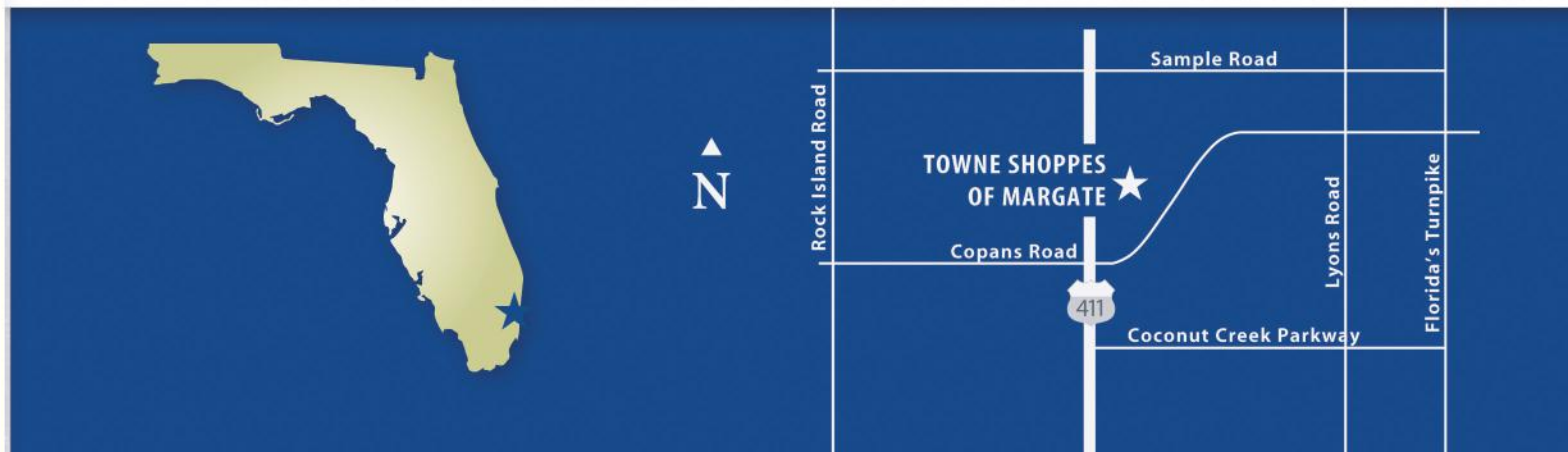 Sample Road
Rock Island Road
N
TOWNE SHOPPES
OF MARGATE
Lyons Road
Florida's Turnpike
Copans Road
411
Coconut Creek Parkway